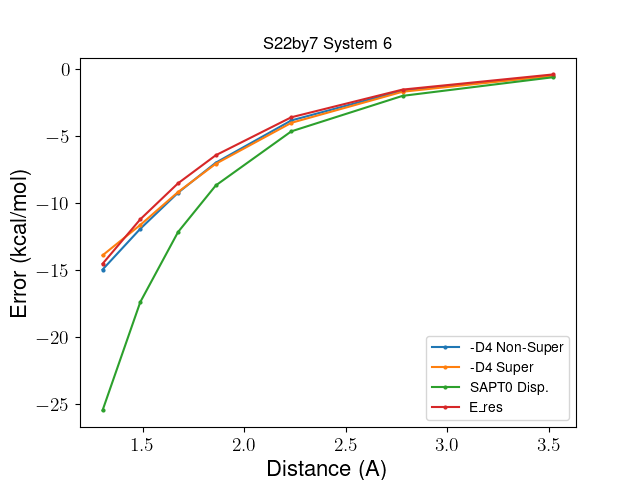 S22by7 System 6
Error (kcal/mol)
0
−5
−10
−15
−20
−25
-D4 Non-Super
-D4 Super
SAPT0 Disp.
E_res
1.5
2.0
2.5
3.0
3.5
Distance (A)